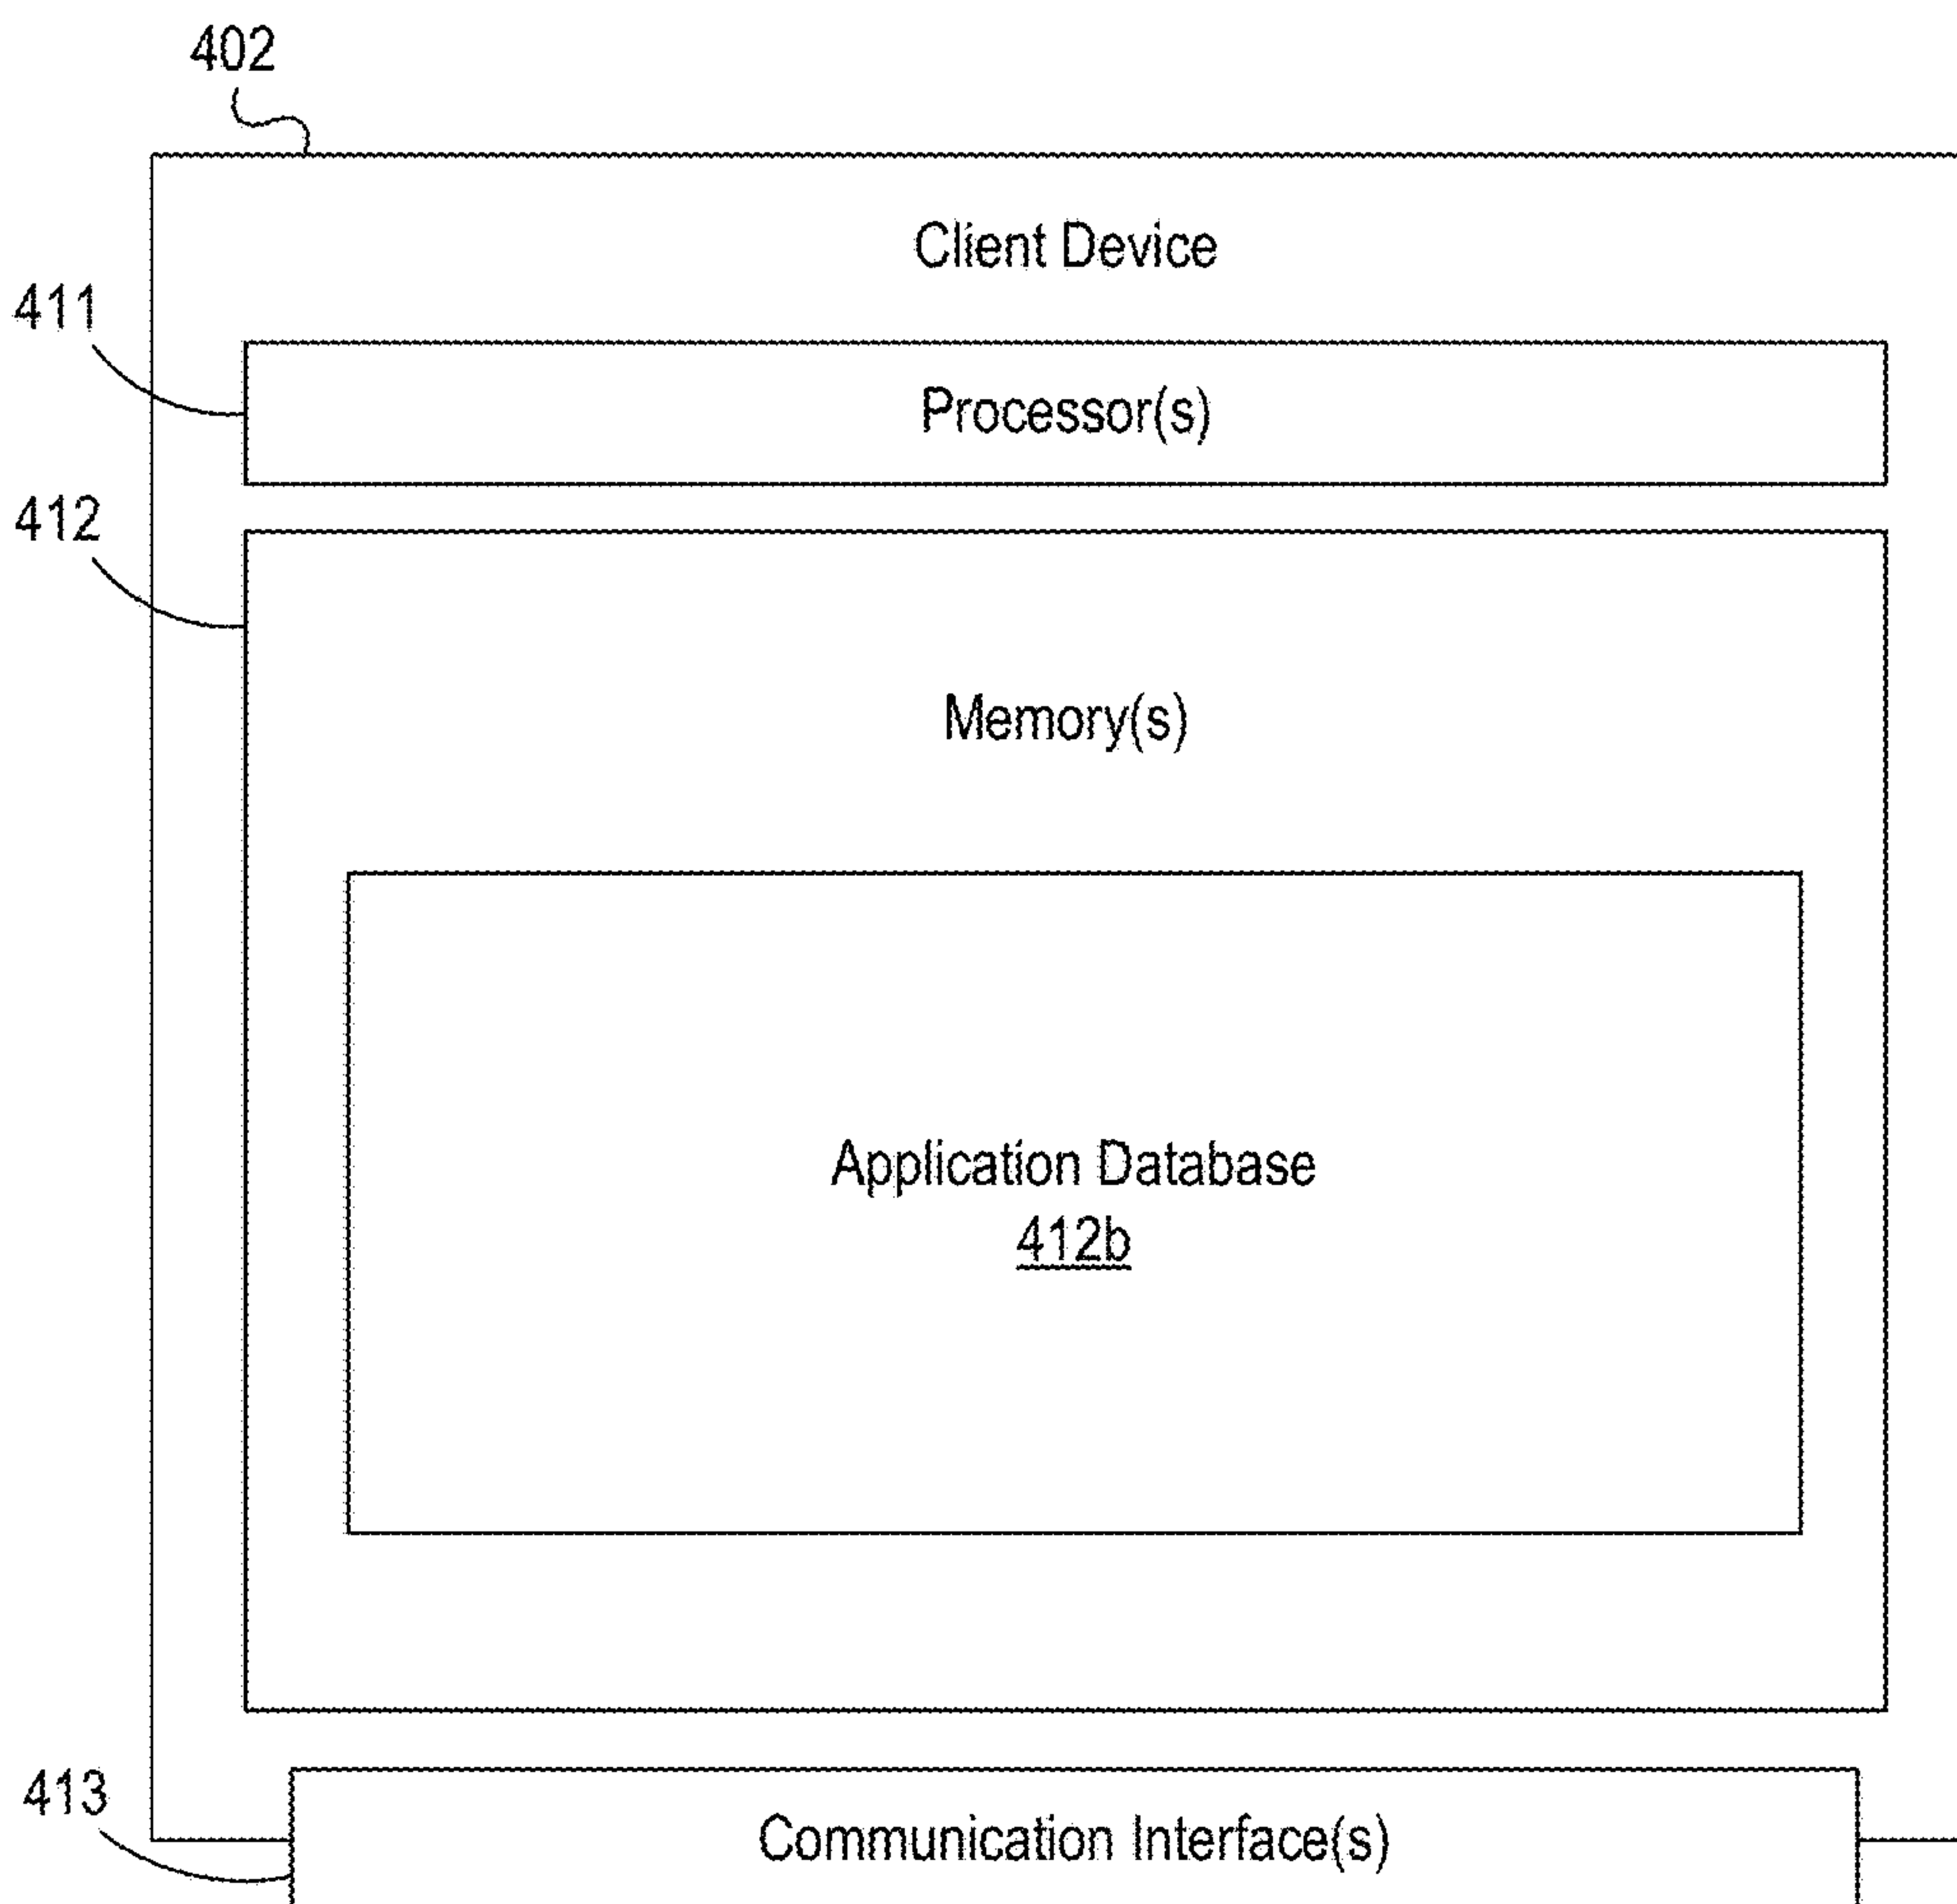 402
Client Device
411
Processor(s)
412
Memory(s)
Application Database
412b
413
Communication Interface(s)